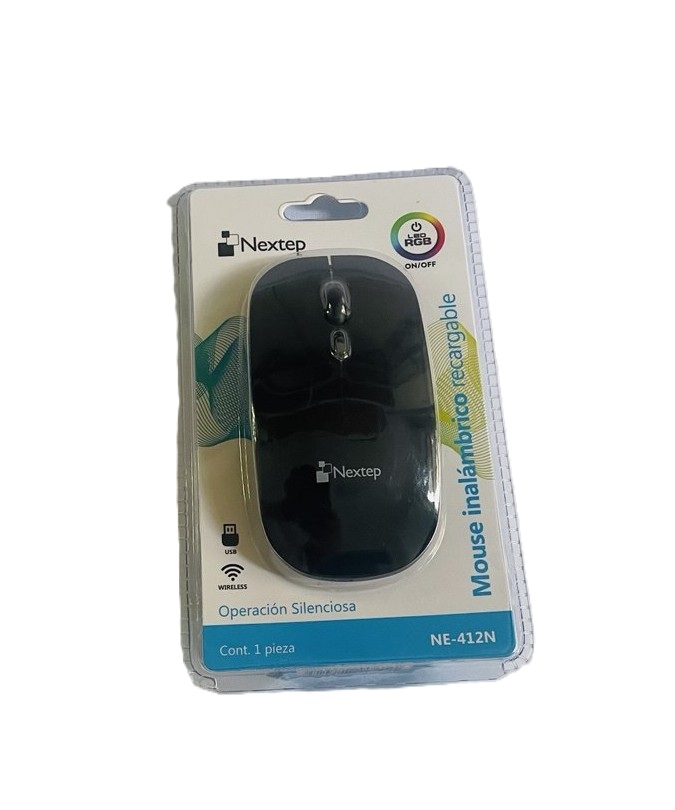 Nextep
LED
RGB
ON/OFF
Mouse inalámbrico recargable
Nextep
USB
WIRELESS
Operación Silenciosa
Cont. 1 pieza
NE-412N